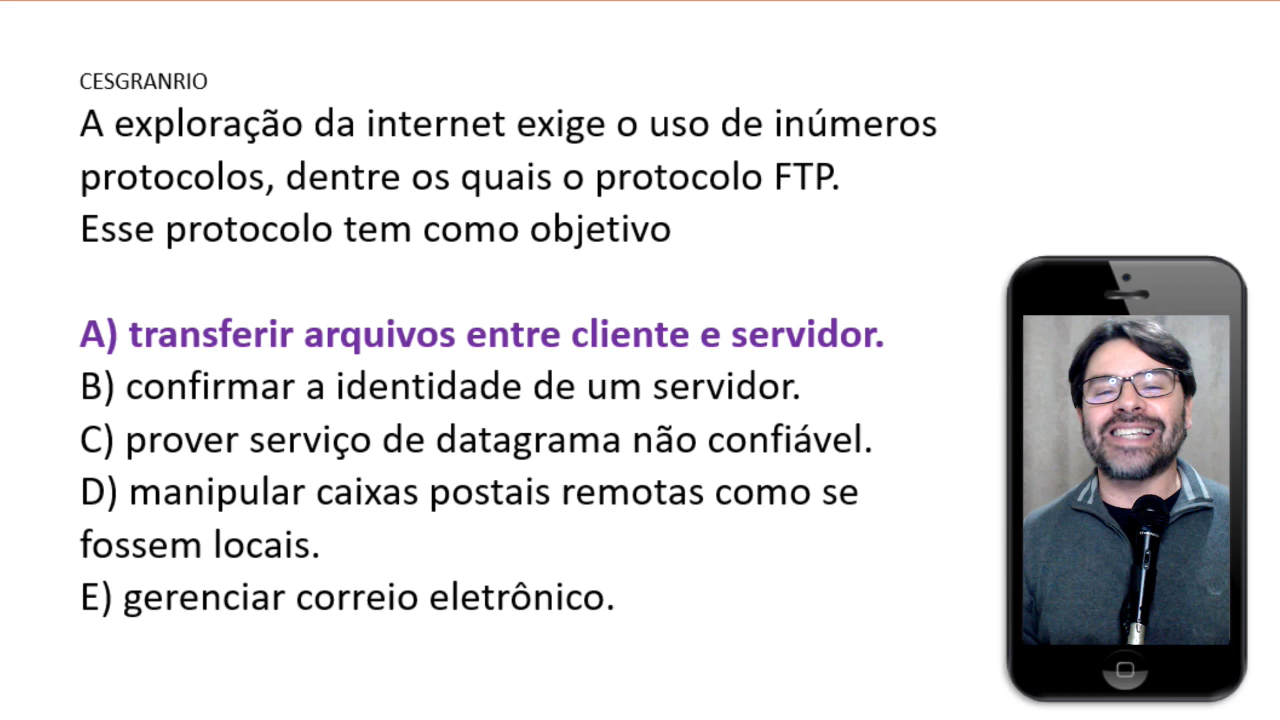 CESGRANRIO
A exploração da internet exige o uso de inúmeros
protocolos, dentre os quais o protocolo FTP.
Esse protocolo tem como objetivo
A) transferir arquivos entre cliente e servidor.
B) confirmar a identidade de um servidor.
C) prover serviço de datagrama não confiável.
D) manipular caixas postais remotas como se
fossem locais.
E) gerenciar correio eletrônico.